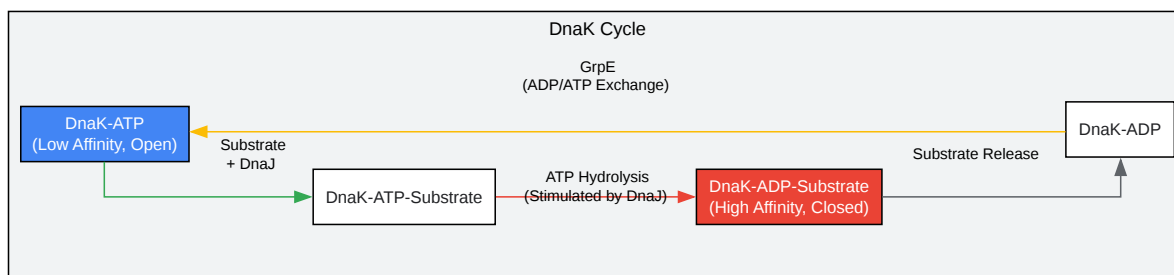 DnaK Cycle
GrpE
(ADP/ATP Exchange)
DnaK-ATP
(Low Affinity, Open)
Substrate
+ DnaJ
DnaK-ATP-Substrate
ATP Hydrolysis
(Stimulated by DnaJ)
DnaK-ADP-Substrate
(High Affinity, Closed)
Substrate Release
DnaK-ADP